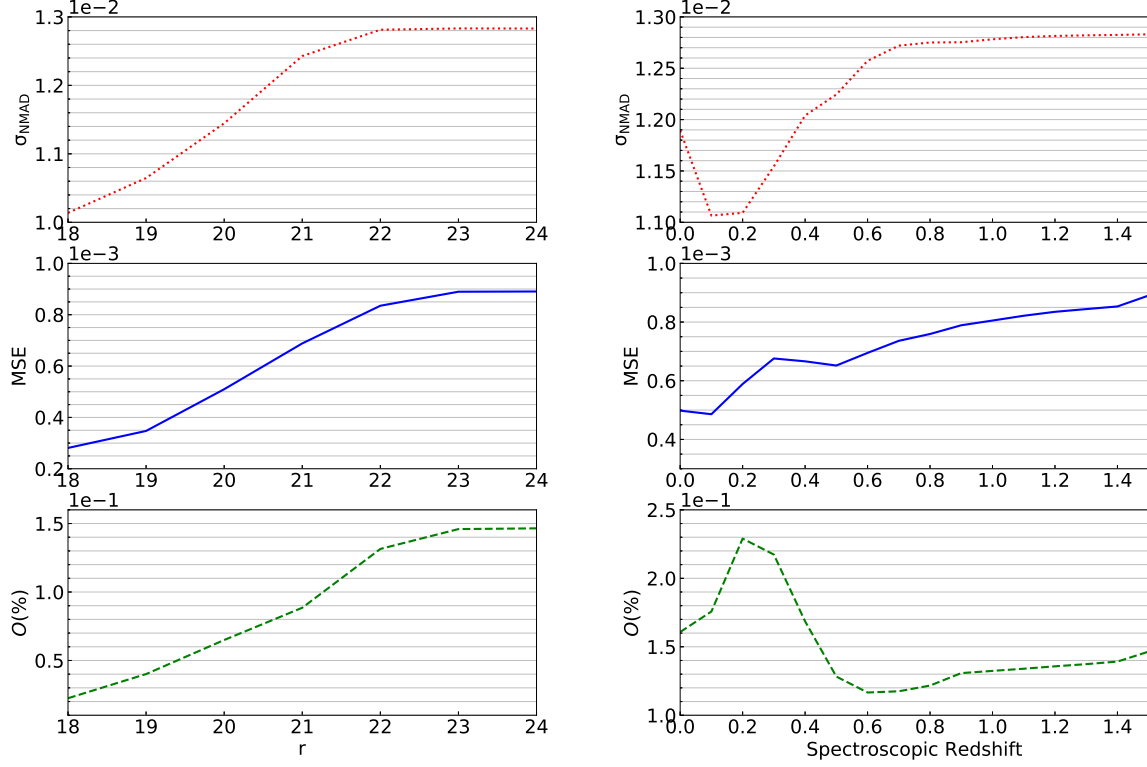 1e−2
1.3
1.2
1.1
1.0
σNMAD
18 19 20 21 22 23 24
1e−2
1.30
1.25
1.20
1.15
1.10
σNMAD
0.0 0.2 0.4 0.6 0.8 1.0 1.2 1.4
1e−3
1.0
0.8
0.6
0.4
0.2
MSE
18 19 20 21 22 23 24
1e−3
1.0
0.8
0.6
0.4
MSE
0.0 0.2 0.4 0.6 0.8 1.0 1.2 1.4
1e−1
1.5
1.0
0.5
O(%)
18 19 20 21 22 23 24
r
1e−1
2.5
2.0
1.5
1.0
O(%)
0.0 0.2 0.4 0.6 0.8 1.0 1.2 1.4
Spectroscopic Redshift